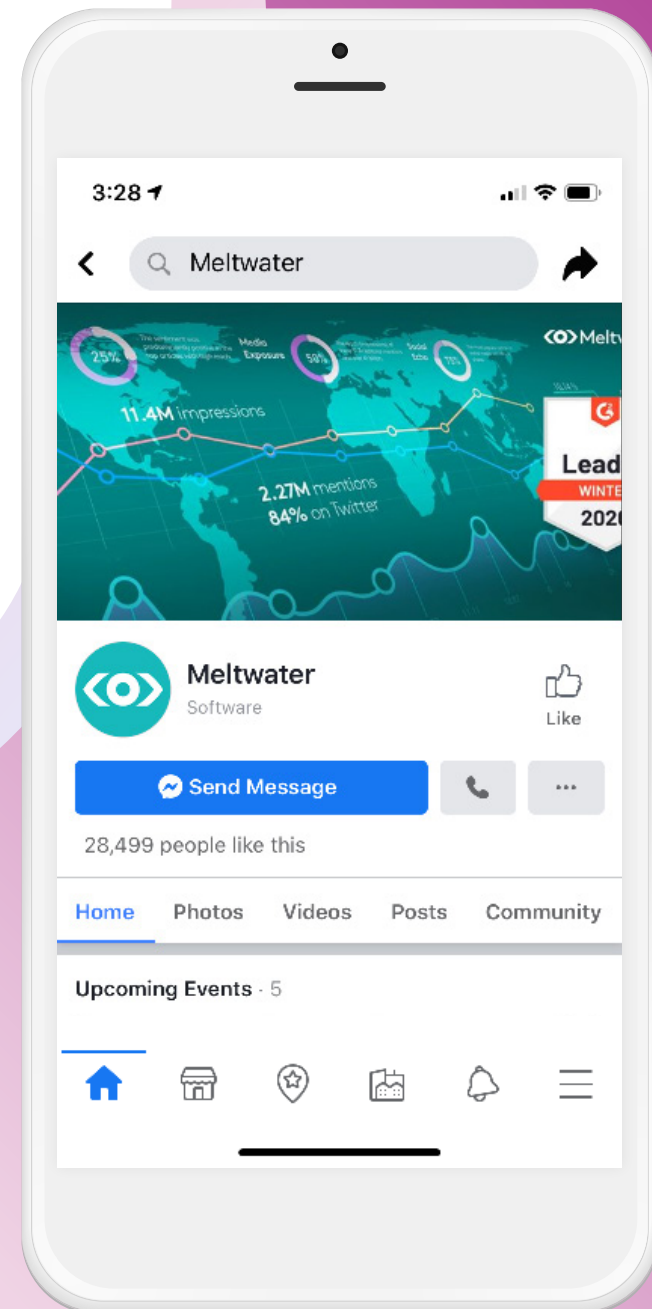 3:28
Meltwater
25%
Media
Exposure
50%
Social
Echo
75%
Meltw
11.4M impressions
2.27M mentions
84% on Twitter
Lead
WINTE
202
Meltwater
Software
Like
Send Message
28,499 people like this
Home Photos Videos Posts Community
Upcoming Events · 5